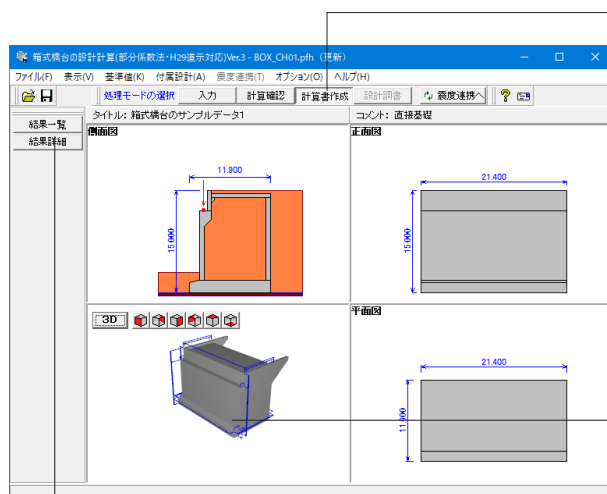 箱式橋台の設計計算(部分係数法・H29道示対応)Ver.3 - BOX_CH01.pfh (更新)
ファイル(F) 表示(V) 基準値(K) 付属設計(A) 震度連携(T) オプション(O) ヘルプ(H)
処理モードの選択 入力 計算確認 計算書作成 設計調書 震度連携へ
結果一覧
結果詳細
タイトル: 箱式橋台のサンプルデータ1
コメント: 直接基礎
側面図
11.900
15.000
正面図
21.400
15.000
3D
平面図
21.400
11.900